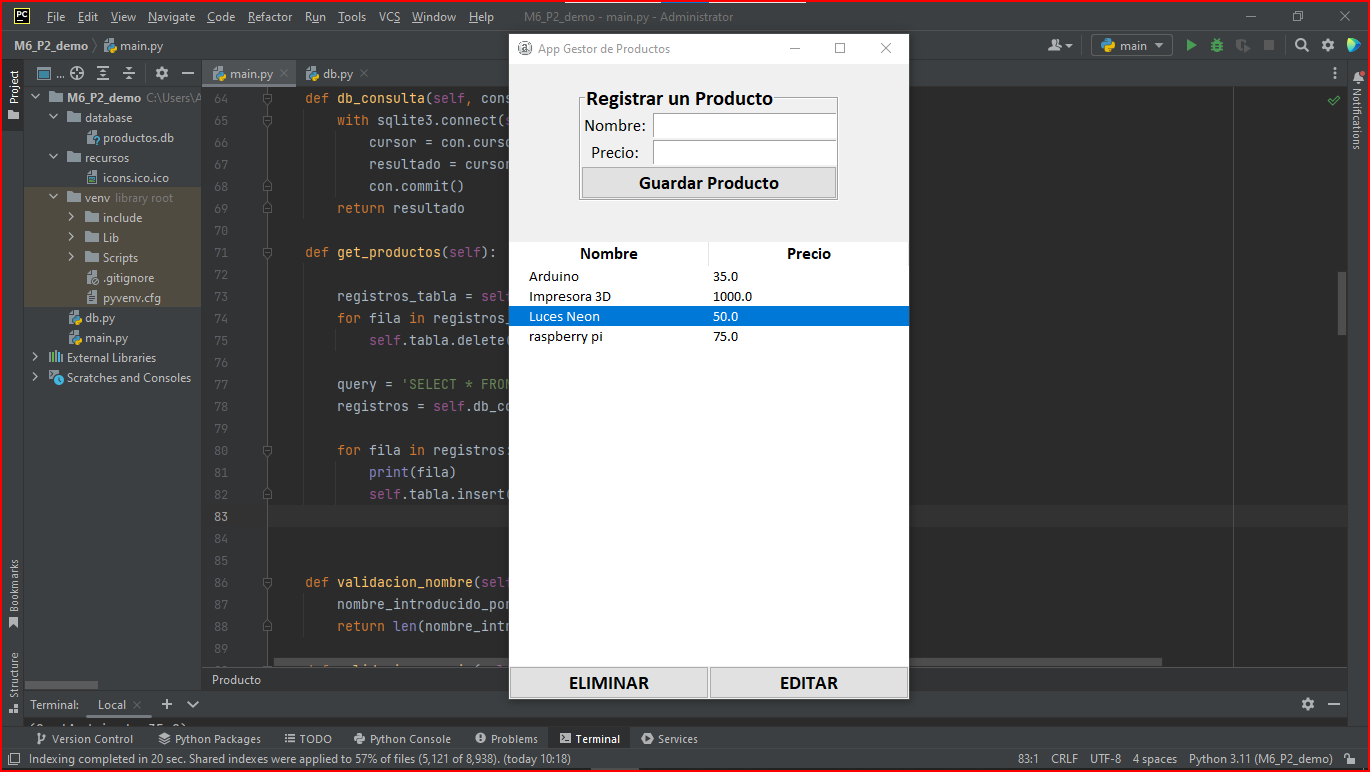 PC File Edit View Navigate Code Refactor Run Tools VCS Window Help M6_P2_demo - main.py - Administrator
M6_P2_demo main.py
main
Project
...
main.py
db.py
M6_P2_demo C:\Users\A
database
productos.db
recursos
icons.ico.ico
venv library root
include
Lib
Scripts
.gitignore
pyvenv.cfg
db.py
main.py
External Libraries
Scratches and Consoles
Bookmarks
Structure
Notifications
64 def db_consulta(self, cons
65 with sqlite3.connect(s
66 cursor = con.curso
67 resultado = cursor
68 con.commit()
69 return resultado
70
71 def get_productos(self):
72
73 registros_tabla = self
74 for fila in registros_
75 self.tabla.delete(
76
77 query = 'SELECT * FROM
78 registros = self.db_co
79
80 for fila in registros:
81 print(fila)
82 self.tabla.insert(
83
84
85
86 def validacion_nombre(self
87 nombre_introducido_por
88 return len(nombre_intr
89
Producto
App Gestor de Productos
Registrar un Producto
Nombre:
Precio:
Guardar Producto
Nombre Precio
Arduino 35.0
Impresora 3D 1000.0
Luces Neon 50.0
raspberry pi 75.0
ELIMINAR EDITAR
Terminal: Local
Version Control Python Packages TODO Python Console Problems Terminal Services
Indexing completed in 20 sec. Shared indexes were applied to 57% of files (5,121 of 8,938). (today 10:18) 83:1 CRLF UTF-8 4 spaces Python 3.11 (M6_P2_demo)